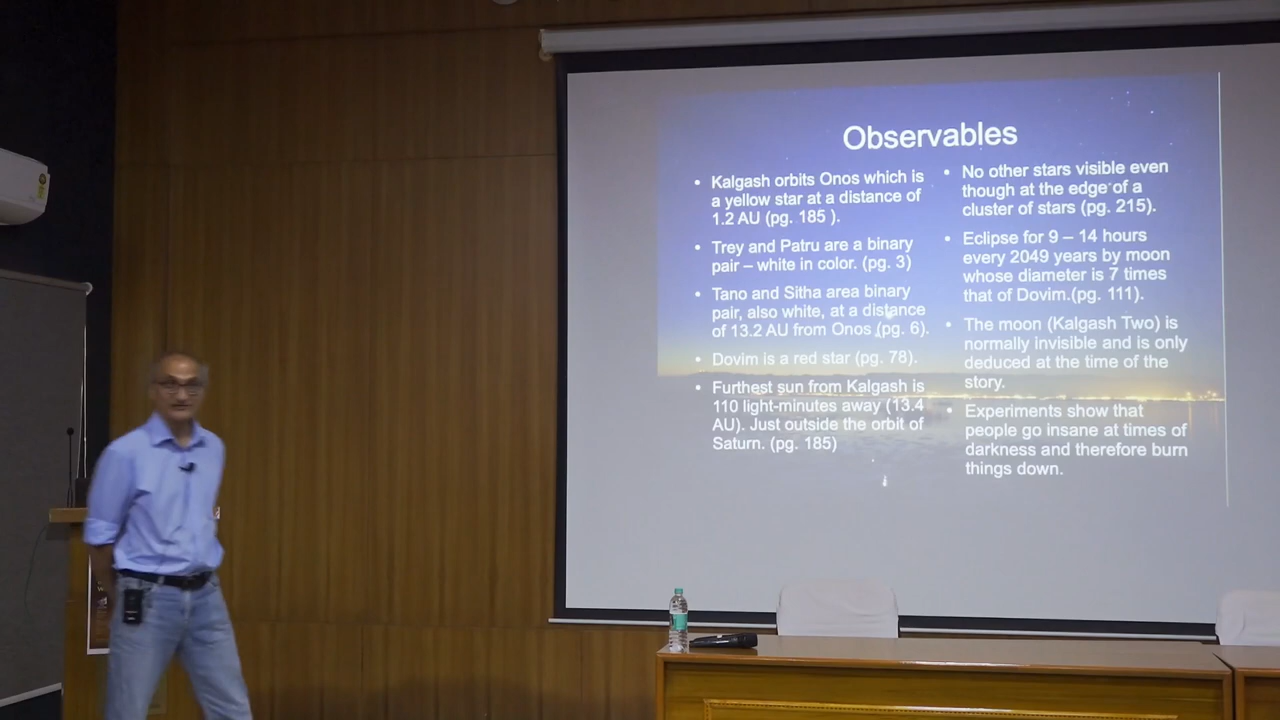 Observables
• Kalgash orbits Onos which is
a yellow star at a distance of
1.2 AU (pg. 185 ).
• Trey and Patru are a binary
pair – white in color. (pg. 3)
• Tano and Sitha area binary
pair, also white, at a distance
of 13.2 AU from Onos (pg. 6).
• Dovim is a red star (pg. 78).
• Furthest sun from Kalgash is
110 light-minutes away (13.4
AU). Just outside the orbit of
Saturn. (pg. 185)
• No other stars visible even
though at the edge of a
cluster of stars (pg. 215).
• Eclipse for 9 – 14 hours
every 2049 years by moon
whose diameter is 7 times
that of Dovim.(pg. 111).
• The moon (Kalgash Two) is
normally invisible and is only
deduced at the time of the
story.
• Experiments show that
people go insane at times of
darkness and therefore burn
things down.